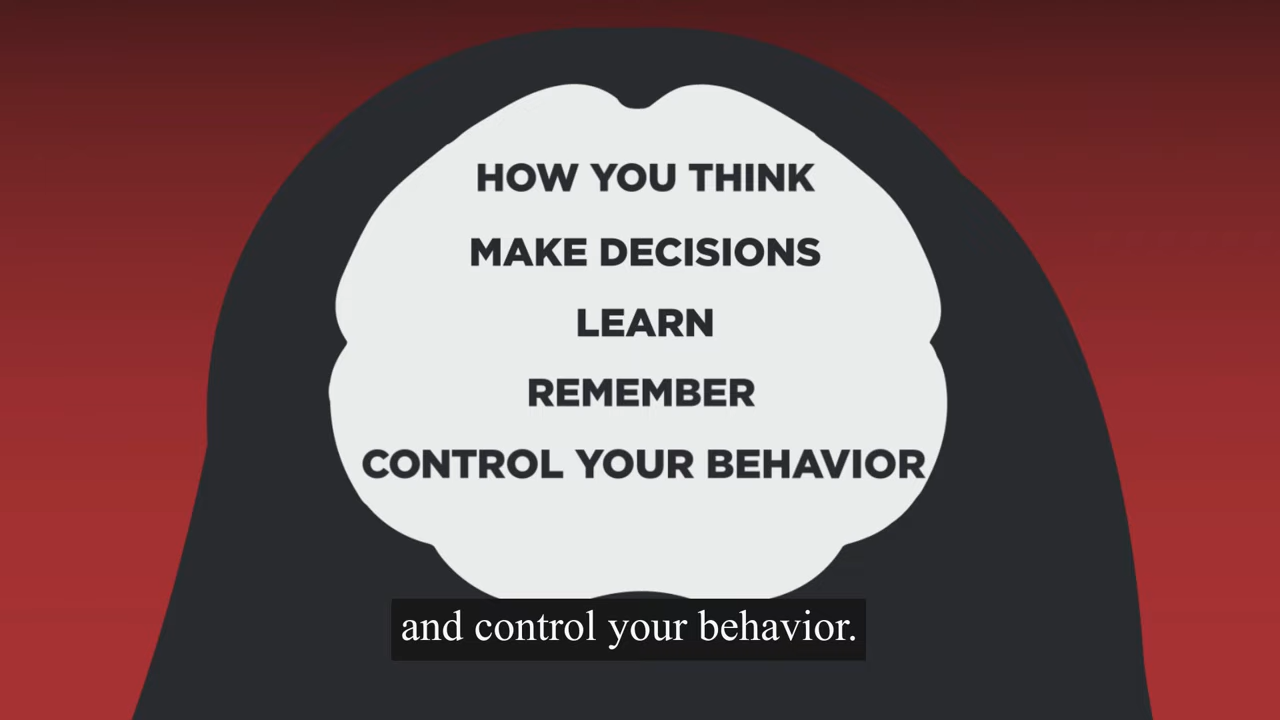 HOW YOU THINK
MAKE DECISIONS
LEARN
REMEMBER
CONTROL YOUR BEHAVIOR
and control your behavior.